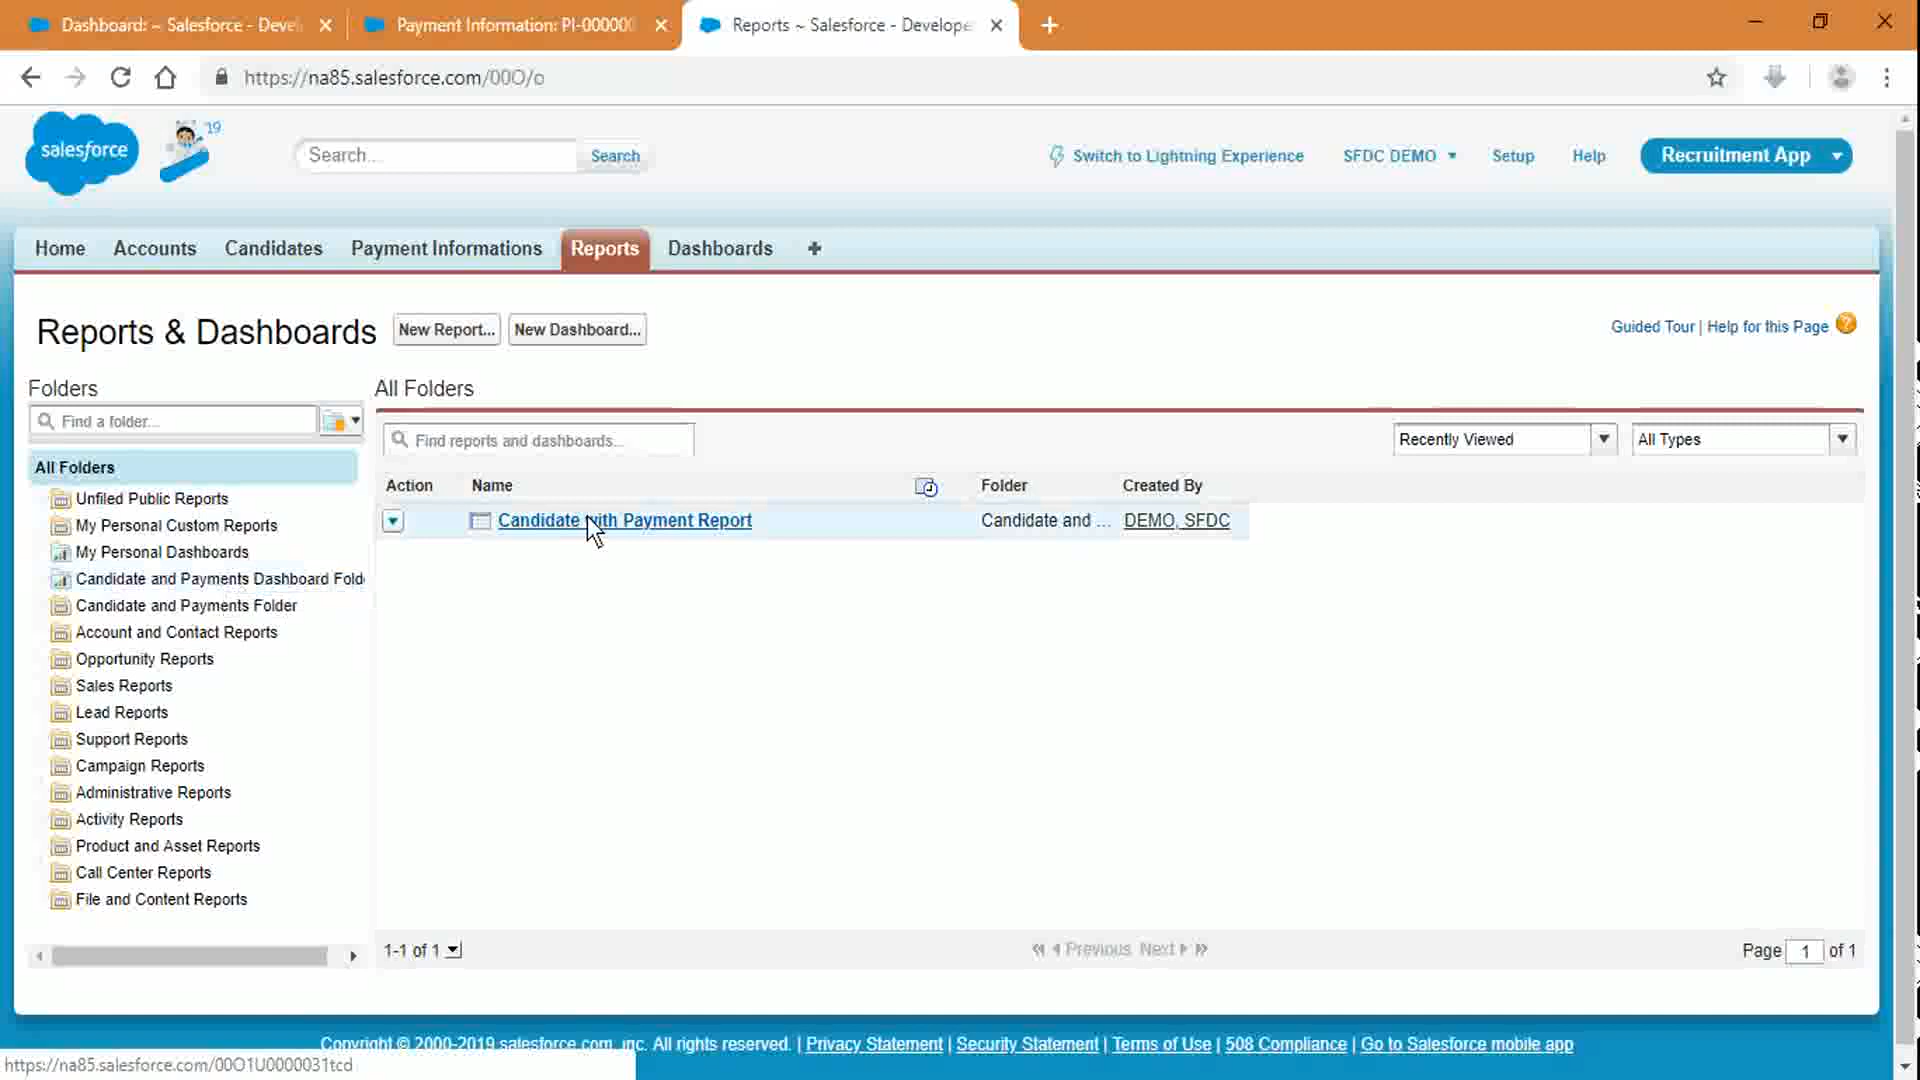 Dashboard: ~ Salesforce - Devel
Payment Information: PI-000000
Reports ~ Salesforce - Develope
https://na85.salesforce.com/00O/o
salesforce
'19
Search...
Search
Switch to Lightning Experience
SFDC DEMO
Setup
Help
Recruitment App
Home
Accounts
Candidates
Payment Informations
Reports
Dashboards
Reports & Dashboards
New Report...
New Dashboard...
Guided Tour | Help for this Page
Folders
All Folders
Find a folder...
Find reports and dashboards...
Recently Viewed
All Types
All Folders
Action
Name
Folder
Created By
Candidate with Payment Report
Candidate and ...
DEMO, SFDC
Unfiled Public Reports
My Personal Custom Reports
My Personal Dashboards
Candidate and Payments Dashboard Folde
Candidate and Payments Folder
Account and Contact Reports
Opportunity Reports
Sales Reports
Lead Reports
Support Reports
Campaign Reports
Administrative Reports
Activity Reports
Product and Asset Reports
Call Center Reports
File and Content Reports
1-1 of 1
Previous Next
Page 1 of 1
Copyright © 2000-2019 salesforce.com, inc. All rights reserved. | Privacy Statement | Security Statement | Terms of Use | 508 Compliance | Go to Salesforce mobile app
https://na85.salesforce.com/00O1U0000031tcd